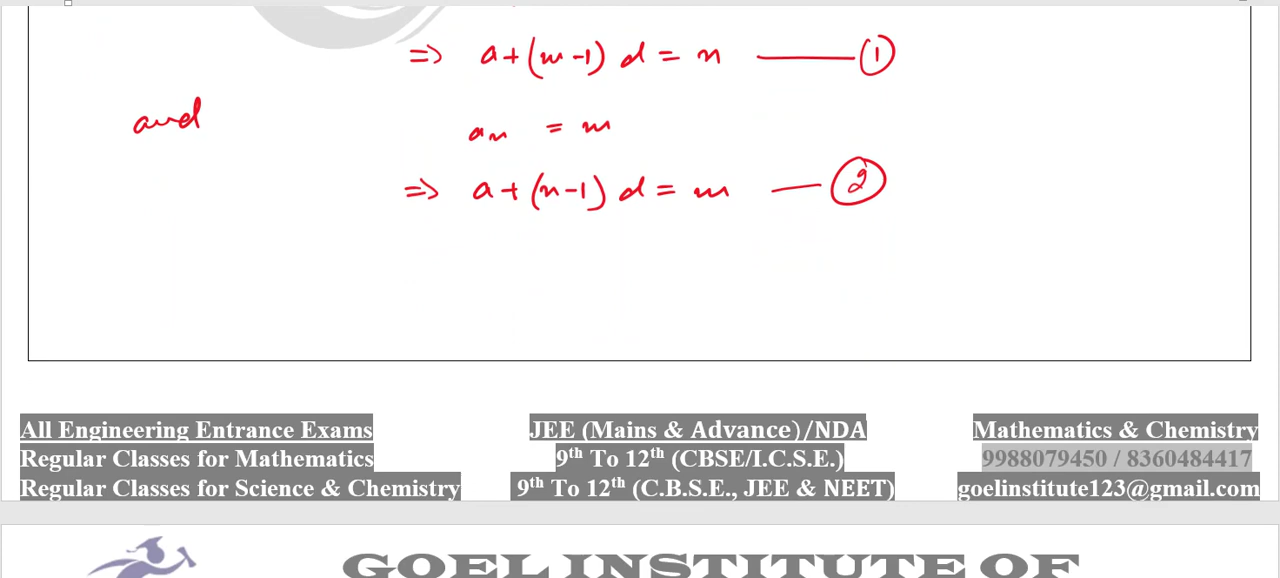 ⇒ a+(m-1) d = n ——— ①
and
aₙ = m
⇒ a+(n-1) d = m — ②
All Engineering Entrance Exams
JEE (Mains & Advance)/NDA
Mathematics & Chemistry
Regular Classes for Mathematics
9th To 12th (CBSE/I.C.S.E.)
9988079450 / 8360484417
Regular Classes for Science & Chemistry
9th To 12th (C.B.S.E., JEE & NEET)
goelinstitute123@gmail.com
GOEL INSTITUTE OF